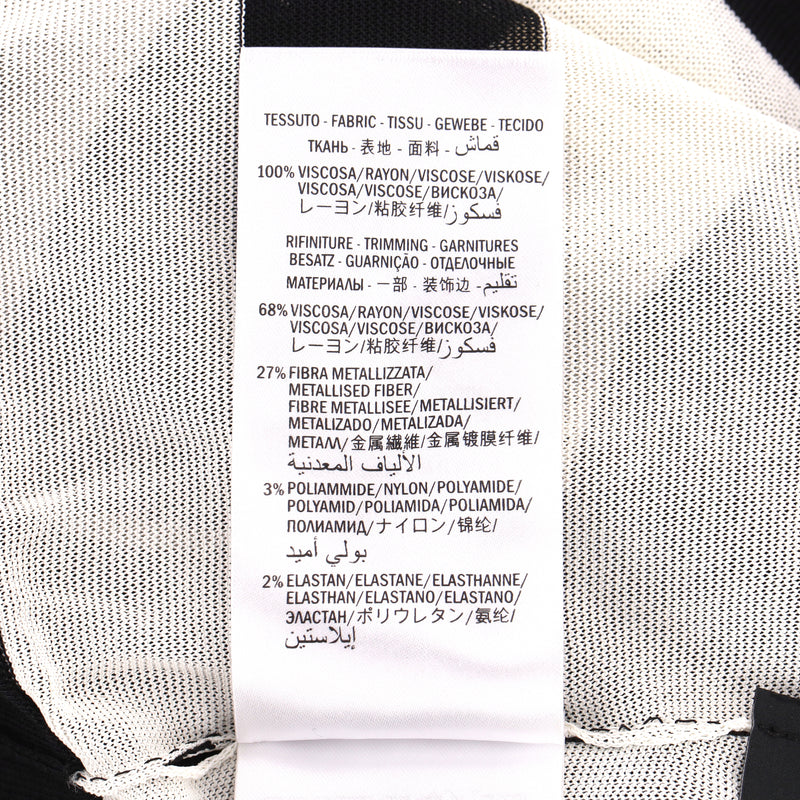 TESSUTO - FABRIC - TISSU - GEWEBE - TECIDO
ТКАНЬ - 表地 - 面料 - قماش
100% VISCOSA/RAYON/VISCOSE/VISKOSE/
VISCOSA/VISCOSE/ВИСКОЗА/
レーヨン/粘胶纤维/فسكوز
RIFINITURE - TRIMMING - GARNITURES
BESATZ - GUARNIÇÃO - ОТДЕЛОЧНЫЕ
МАТЕРИАЛЫ - 一部 - 装饰边 - تقليم
68% VISCOSA/RAYON/VISCOSE/VISKOSE/
VISCOSA/VISCOSE/ВИСКОЗА/
レーヨン/粘胶纤维/فسكوز
27% FIBRA METALLIZZATA/
METALLISED FIBER/
FIBRE METALLISEE/METALLISIERT/
METALIZADO/METALIZADA/
МЕТАЛЛ/金属繊維/金属镀膜纤维/
الألياف المعدنية
3% POLIAMMIDE/NYLON/POLYAMIDE/
POLYAMID/POLIAMIDA/POLIAMIDA/
ПОЛИАМИД/ナイロン/锦纶/
بولي أميد
2% ELASTAN/ELASTANE/ELASTHANNE/
ELASTHAN/ELASTANO/ELASTANO/
ЭЛАСТАН/ポリウレタン/氨纶/
إيلاستين